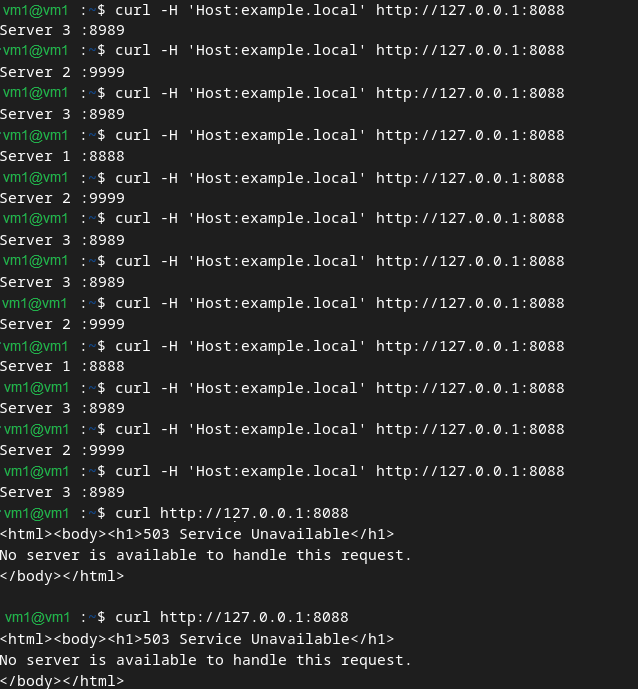 vm1@vm1 :~$ curl -H 'Host:example.local' http://127.0.0.1:8088
Server 3 :8989
vm1@vm1 :~$ curl -H 'Host:example.local' http://127.0.0.1:8088
Server 2 :9999
vm1@vm1 :~$ curl -H 'Host:example.local' http://127.0.0.1:8088
Server 3 :8989
vm1@vm1 :~$ curl -H 'Host:example.local' http://127.0.0.1:8088
Server 1 :8888
vm1@vm1 :~$ curl -H 'Host:example.local' http://127.0.0.1:8088
Server 2 :9999
vm1@vm1 :~$ curl -H 'Host:example.local' http://127.0.0.1:8088
Server 3 :8989
vm1@vm1 :~$ curl -H 'Host:example.local' http://127.0.0.1:8088
Server 3 :8989
vm1@vm1 :~$ curl -H 'Host:example.local' http://127.0.0.1:8088
Server 2 :9999
vm1@vm1 :~$ curl -H 'Host:example.local' http://127.0.0.1:8088
Server 1 :8888
vm1@vm1 :~$ curl -H 'Host:example.local' http://127.0.0.1:8088
Server 3 :8989
vm1@vm1 :~$ curl -H 'Host:example.local' http://127.0.0.1:8088
Server 2 :9999
vm1@vm1 :~$ curl -H 'Host:example.local' http://127.0.0.1:8088
Server 3 :8989
vm1@vm1 :~$ curl http://127.0.0.1:8088
<html><body><h1>503 Service Unavailable</h1>
No server is available to handle this request.
</body></html>
vm1@vm1 :~$ curl http://127.0.0.1:8088
<html><body><h1>503 Service Unavailable</h1>
No server is available to handle this request.
</body></html>